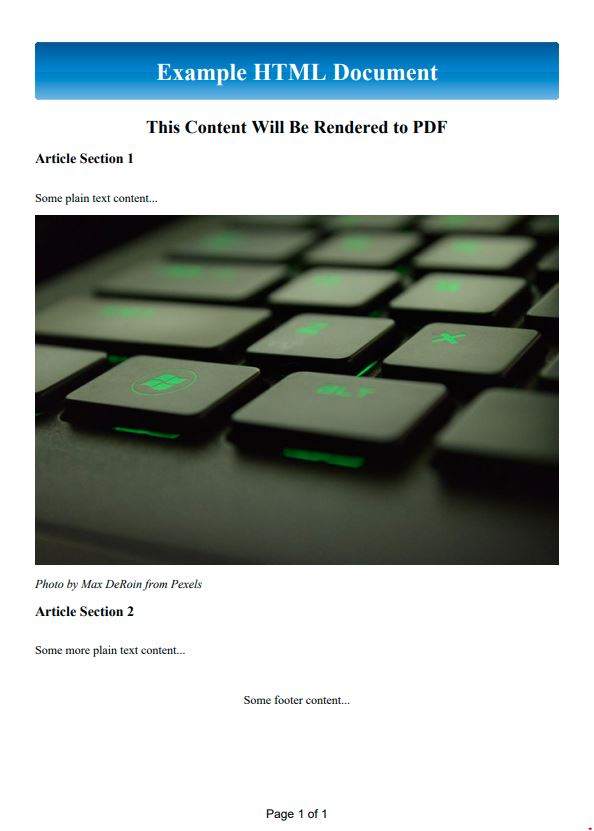 Example HTML Document
This Content Will Be Rendered to PDF
Article Section 1
Some plain text content...
X
ALT
Photo by Max DeRoin from Pexels
Article Section 2
Some more plain text content...
Some footer content...
Page 1 of 1